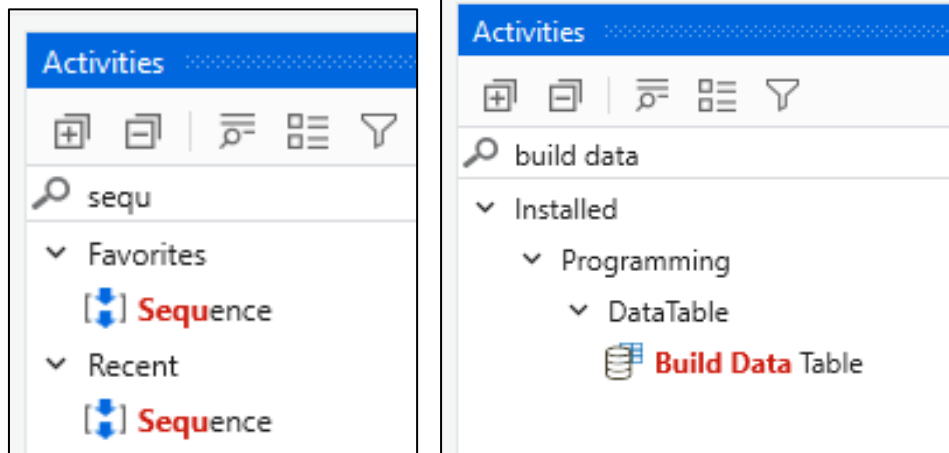 Activities
sequ
Favorites
Sequence
Recent
Sequence
Activities
build data
Installed
Programming
DataTable
Build Data Table